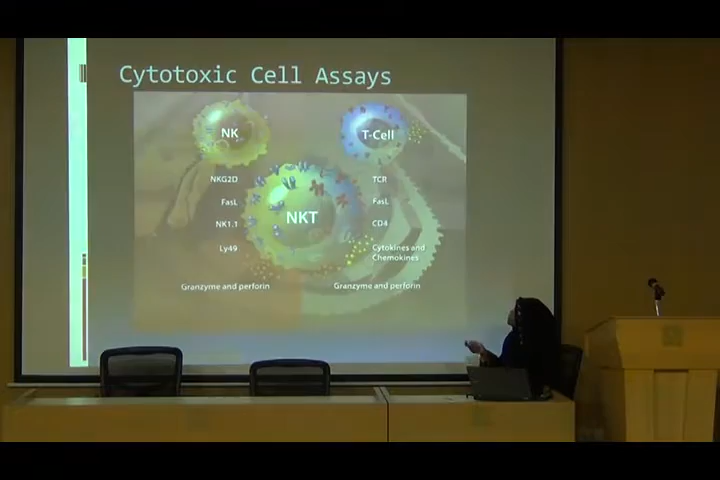 Cytotoxic Cell Assays
NK
T-Cell
NKG2D
TCR
FasL
FasL
NKT
NK1.1
CD4
Ly49
Cytokines and
Chemokines
Granzyme and perforin
Granzyme and perforin